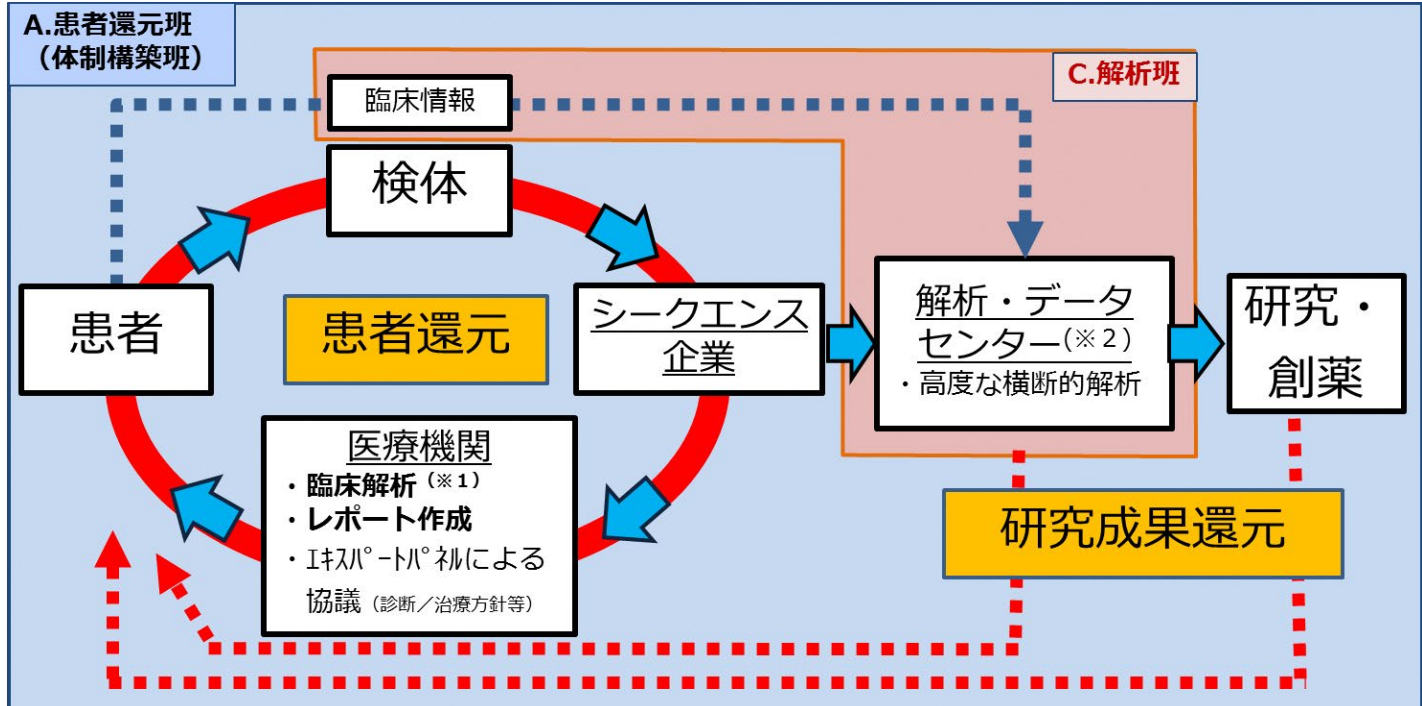 A.患者還元班
（体制構築班）
C.解析班
臨床情報
検体
患者
患者還元
シークエンス
企業
解析・データ
センター(※２)
・高度な横断的解析
研究・
創薬
医療機関
・臨床解析（※1）
・レポート作成
・ｴｷｽﾊﾟｰﾄﾊﾟﾈﾙによる
協議（診断／治療方針等）
研究成果還元